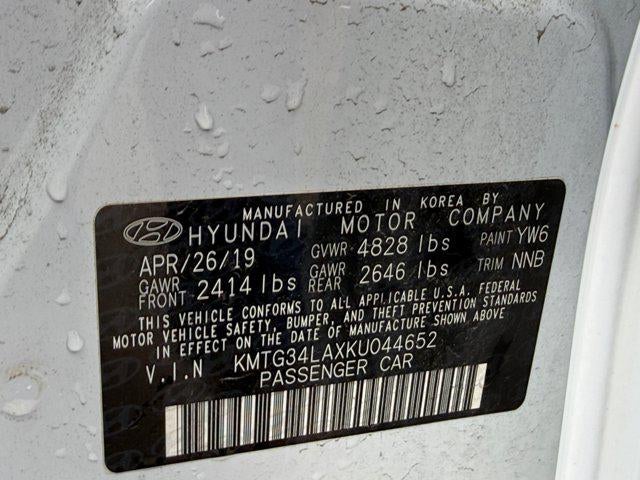 MANUFACTURED IN KOREA BY
HYUNDAI MOTOR COMPANY
APR/26/19 GVWR 4828 lbs PAINT YW6
GAWR FRONT 2414 lbs GAWR REAR 2646 lbs TRIM NNB
THIS VEHICLE CONFORMS TO ALL APPLICABLE U.S.A. FEDERAL
MOTOR VEHICLE SAFETY, BUMPER, AND THEFT PREVENTION STANDARDS
IN EFFECT ON THE DATE OF MANUFACTURE SHOWN ABOVE
V.I.N KMTG34LAXKU044652
PASSENGER CAR